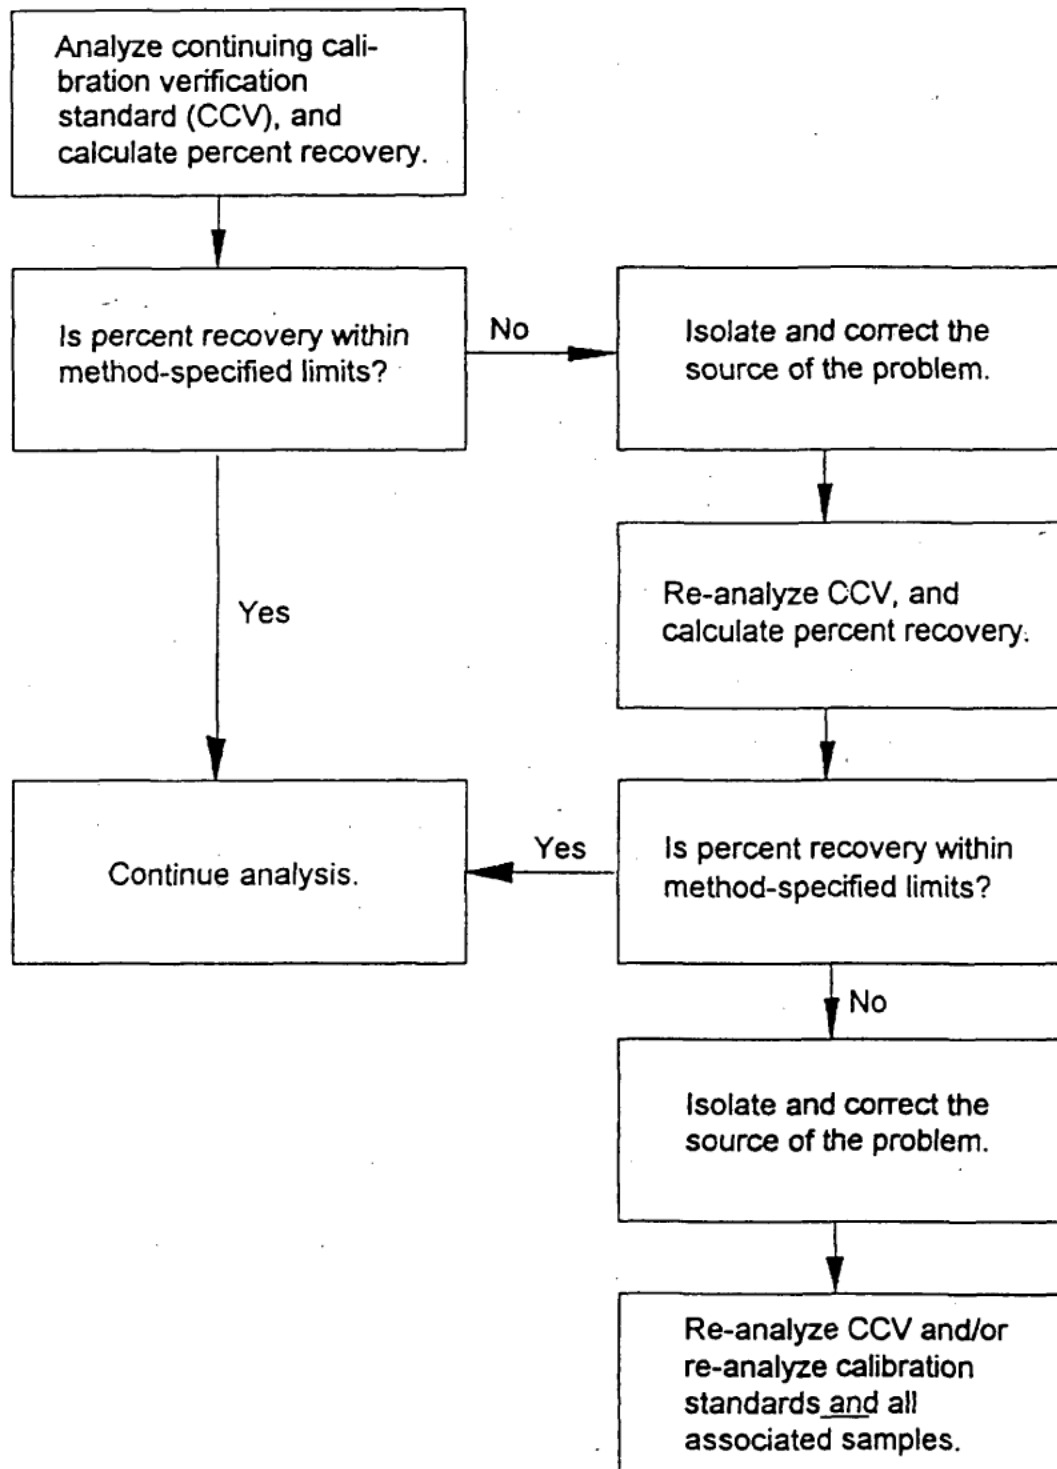 Analyze continuing cali-
bration verification
standard (CCV), and
calculate percent recovery.
Is percent recovery within
method-specified limits?
No
Isolate and correct the
source of the problem.
Re-analyze CCV, and
calculate percent recovery.
Yes
Continue analysis.
Yes
Is percent recovery within
method-specified limits?
No
Isolate and correct the
source of the problem.
Re-analyze CCV and/or
re-analyze calibration
standards and all
associated samples.